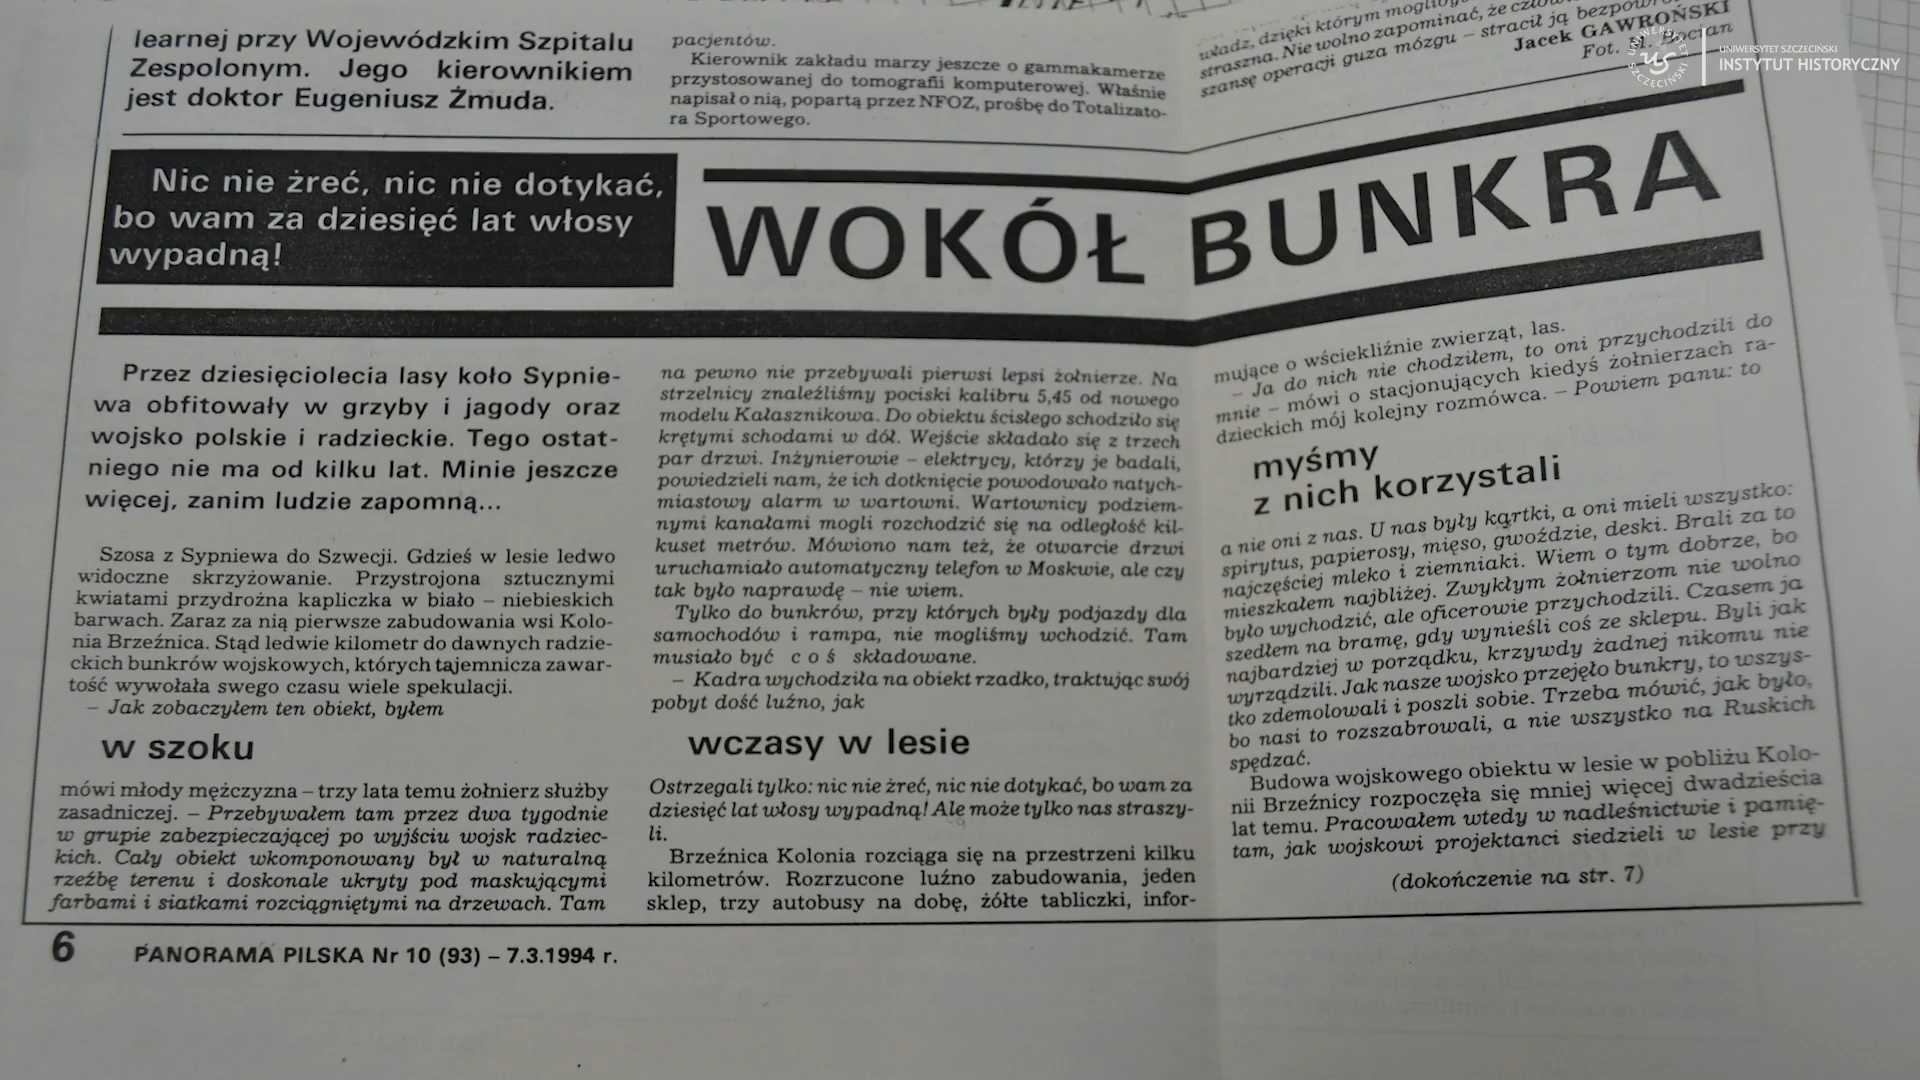 learnej przy Wojewódzkim Szpitalu
Zespolonym. Jego kierownikiem
jest doktor Eugeniusz Żmuda.
pacjentów.
Kierownik zakładu marzy jeszcze o gammakamerze
przystosowanej do tomografii komputerowej. Właśnie
napisał o nią, popartą przez NFOZ, prośbę do Totalizato-
ra Sportowego.
władz, dzięki którym
straszna. Nie wolno zapominać, że
szansę operacji guza mózgu – stracił ją
Jacek GAWROŃSKI
Fot.
UNIWERSYTET SZCZECIŃSKI
UNIWERSYTET SZCZECIŃSKI
INSTYTUT HISTORYCZNY
Nic nie żreć, nic nie dotykać,
bo wam za dziesięć lat włosy
wypadną!
WOKÓŁ BUNKRA
Przez dziesięciolecia lasy koło Sypnie-
wa obfitowały w grzyby i jagody oraz
wojsko polskie i radzieckie. Tego ostat-
niego nie ma od kilku lat. Minie jeszcze
więcej, zanim ludzie zapomną...
Szosa z Sypniewa do Szwecji. Gdzieś w lesie ledwo
widoczne skrzyżowanie. Przystrojona sztucznymi
kwiatami przydrożna kapliczka w biało – niebieskich
barwach. Zaraz za nią pierwsze zabudowania wsi Kolo-
nia Brzeźnica. Stąd ledwie kilometr do dawnych radzie-
ckich bunkrów wojskowych, których tajemnicza zawar-
tość wywołała swego czasu wiele spekulacji.
– Jak zobaczyłem ten obiekt, byłem
w szoku
mówi młody mężczyzna – trzy lata temu żołnierz służby
zasadniczej. – Przebywałem tam przez dwa tygodnie
w grupie zabezpieczającej po wyjściu wojsk radziec-
kich. Cały obiekt wkomponowany był w naturalną
rzeźbę terenu i doskonale ukryty pod maskującymi
farbami i siatkami rozciągniętymi na drzewach. Tam
na pewno nie przebywali pierwsi lepsi żołnierze. Na
strzelnicy znaleźliśmy pociski kalibru 5,45 od nowego
modelu Kałasznikowa. Do obiektu ścisłego schodziło się
krętymi schodami w dół. Wejście składało się z trzech
par drzwi. Inżynierowie – elektrycy, którzy je badali,
powiedzieli nam, że ich dotknięcie powodowało natych-
miastowy alarm w wartowni. Wartownicy podziem-
nymi kanałami mogli rozchodzić się na odległość kil-
kuset metrów. Mówiono nam też, że otwarcie drzwi
uruchamiało automatyczny telefon w Moskwie, ale czy
tak było naprawdę – nie wiem.
Tylko do bunkrów, przy których były podjazdy dla
samochodów i rampa, nie mogliśmy wchodzić. Tam
musiało być c o ś składowane.
– Kadra wychodziła na obiekt rzadko, traktując swój
pobyt dość luźno, jak
wczasy w lesie
Ostrzegali tylko: nic nie żreć, nic nie dotykać, bo wam za
dziesięć lat włosy wypadną! Ale może tylko nas straszy-
li.
Brzeźnica Kolonia rozciąga się na przestrzeni kilku
kilometrów. Rozrzucone luźno zabudowania, jeden
sklep, trzy autobusy na dobę, żółte tabliczki, infor-
mujące o wściekliźnie zwierząt, las.
– Ja do nich nie chodziłem, to oni przychodzili do
mnie – mówi o stacjonujących kiedyś żołnierzach ra-
dzieckich mój kolejny rozmówca. – Powiem panu: to
myśmy
z nich korzystali
a nie oni z nas. U nas były kartki, a oni mieli wszystko:
spirytus, papierosy, mięso, gwoździe, deski. Brali za to
najczęściej mleko i ziemniaki. Wiem o tym dobrze, bo
mieszkałem najbliżej. Zwykłym żołnierzom nie wolno
było wychodzić, ale oficerowie przychodzili. Czasem ja
szedłem na bramę, gdy wynieśli coś ze sklepu. Byli jak
najbardziej w porządku, krzywdy żadnej nikomu nie
wyrządzili. Jak nasze wojsko przejęło bunkry, to wszys-
tko zdemolowali i poszli sobie. Trzeba mówić, jak było,
bo nasi to rozszabrowali, a nie wszystko na Ruskich
spędzać.
Budowa wojskowego obiektu w lesie w pobliżu Kolo-
nii Brzeźnicy rozpoczęła się mniej więcej dwadzieścia
lat temu. Pracowałem wtedy w nadleśnictwie i pamię-
tam, jak wojskowi projektanci siedzieli w lesie przy
(dokończenie na str. 7)
6 PANORAMA PILSKA Nr 10 (93) – 7.3.1994 r.